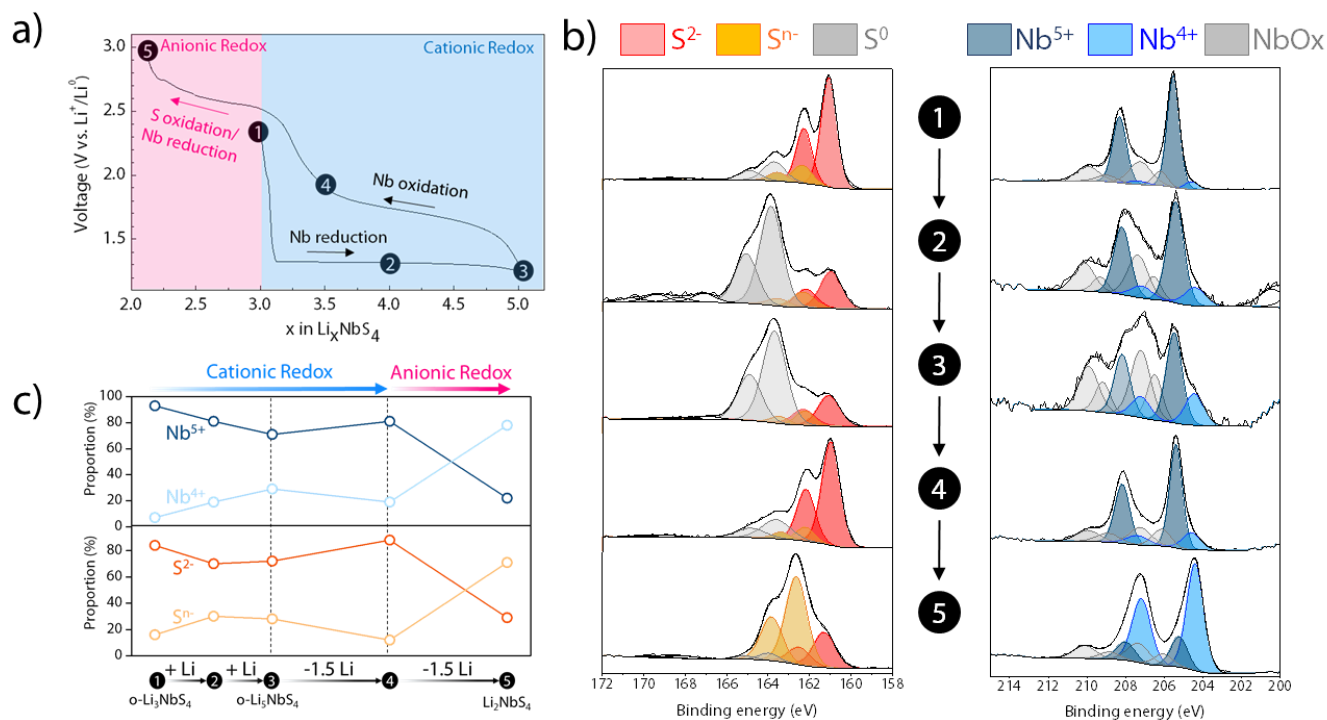 a)
Anionic Redox
Cationic Redox
3.0
2.5
2.0
1.5
Voltage (V vs. Li⁺/Li⁰)
5
1
4
2
3
S oxidation/
Nb reduction
Nb oxidation
Nb reduction
2.0 2.5 3.0 3.5 4.0 4.5 5.0
x in LiₓNbS₄
b)
S²⁻ Sⁿ⁻ S⁰
Nb⁵⁺ Nb⁴⁺ NbOx
1
2
3
4
5
172 170 168 166 164 162 160 158
Binding energy (eV)
214 212 210 208 206 204 202 200
Binding energy (eV)
c)
Cationic Redox
Anionic Redox
100
80
60
40
20
0
Proportion (%)
Nb⁵⁺
Nb⁴⁺
80
60
40
20
0
Proportion (%)
S²⁻
Sⁿ⁻
+ Li + Li -1.5 Li -1.5 Li
1 2 3 4 5
o-Li₃NbS₄ o-Li₅NbS₄ Li₂NbS₄